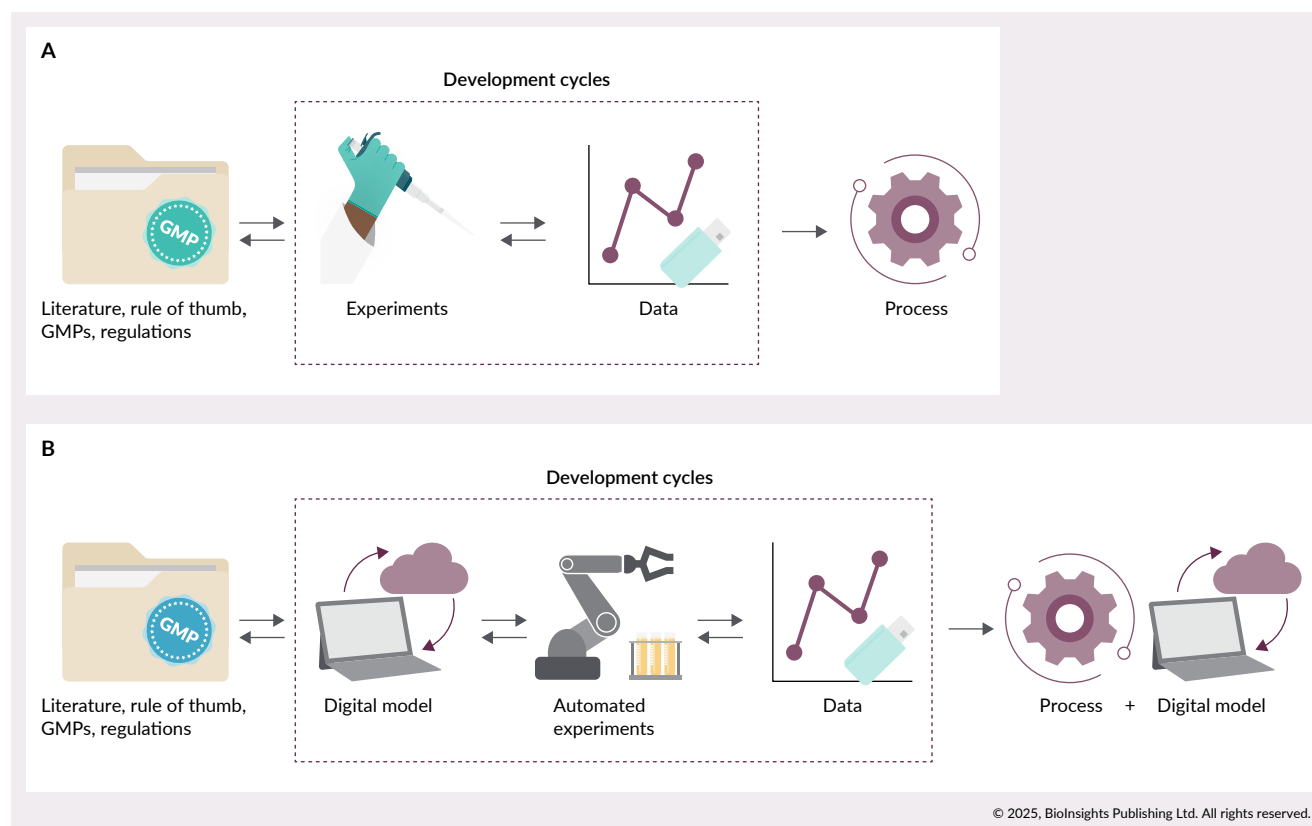 A
Development cycles
GMP
Literature, rule of thumb,
GMPs, regulations
Experiments
Data
Process
B
Development cycles
GMP
Literature, rule of thumb,
GMPs, regulations
Digital model
Automated
experiments
Data
Process + Digital model
© 2025, BioInsights Publishing Ltd. All rights reserved.